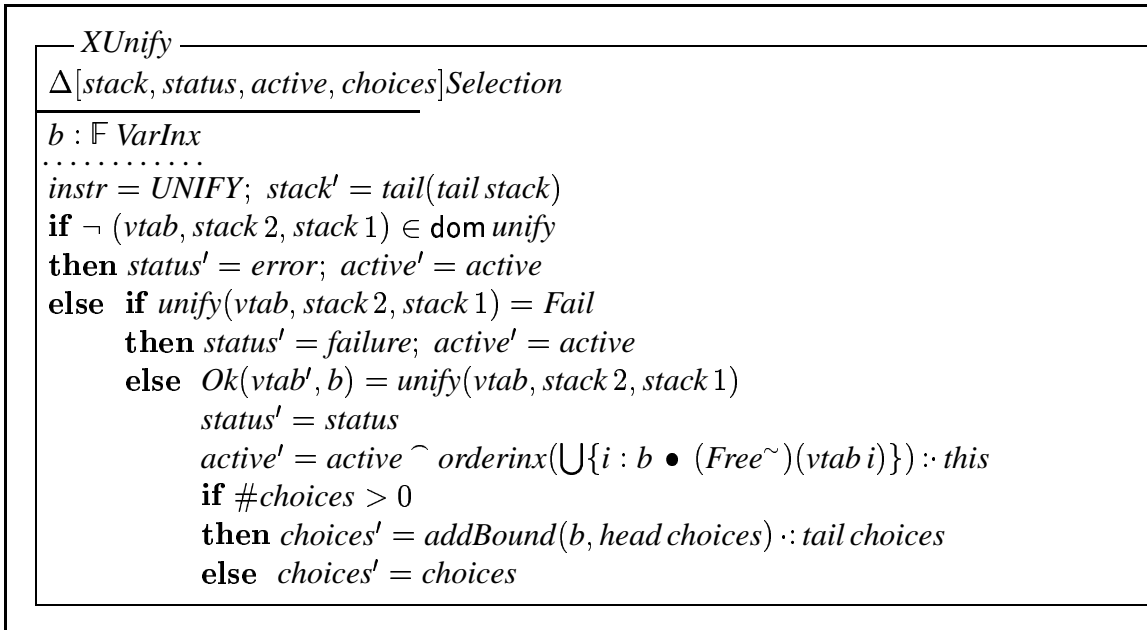 XUnify
Δ[stack, status, active, choices]Selection
b : 𝔽 VarInx
instr = UNIFY; stack′ = tail(tail stack)
if ¬ (vtab, stack 2, stack 1) ∈ dom unify
then status′ = error; active′ = active
else if unify(vtab, stack 2, stack 1) = Fail
then status′ = failure; active′ = active
else Ok(vtab′, b) = unify(vtab, stack 2, stack 1)
status′ = status
active′ = active ⌢ orderinx(⋃{i : b • (Free~)(vtab i)}) :· this
if #choices > 0
then choices′ = addBound(b, head choices) ·: tail choices
else choices′ = choices